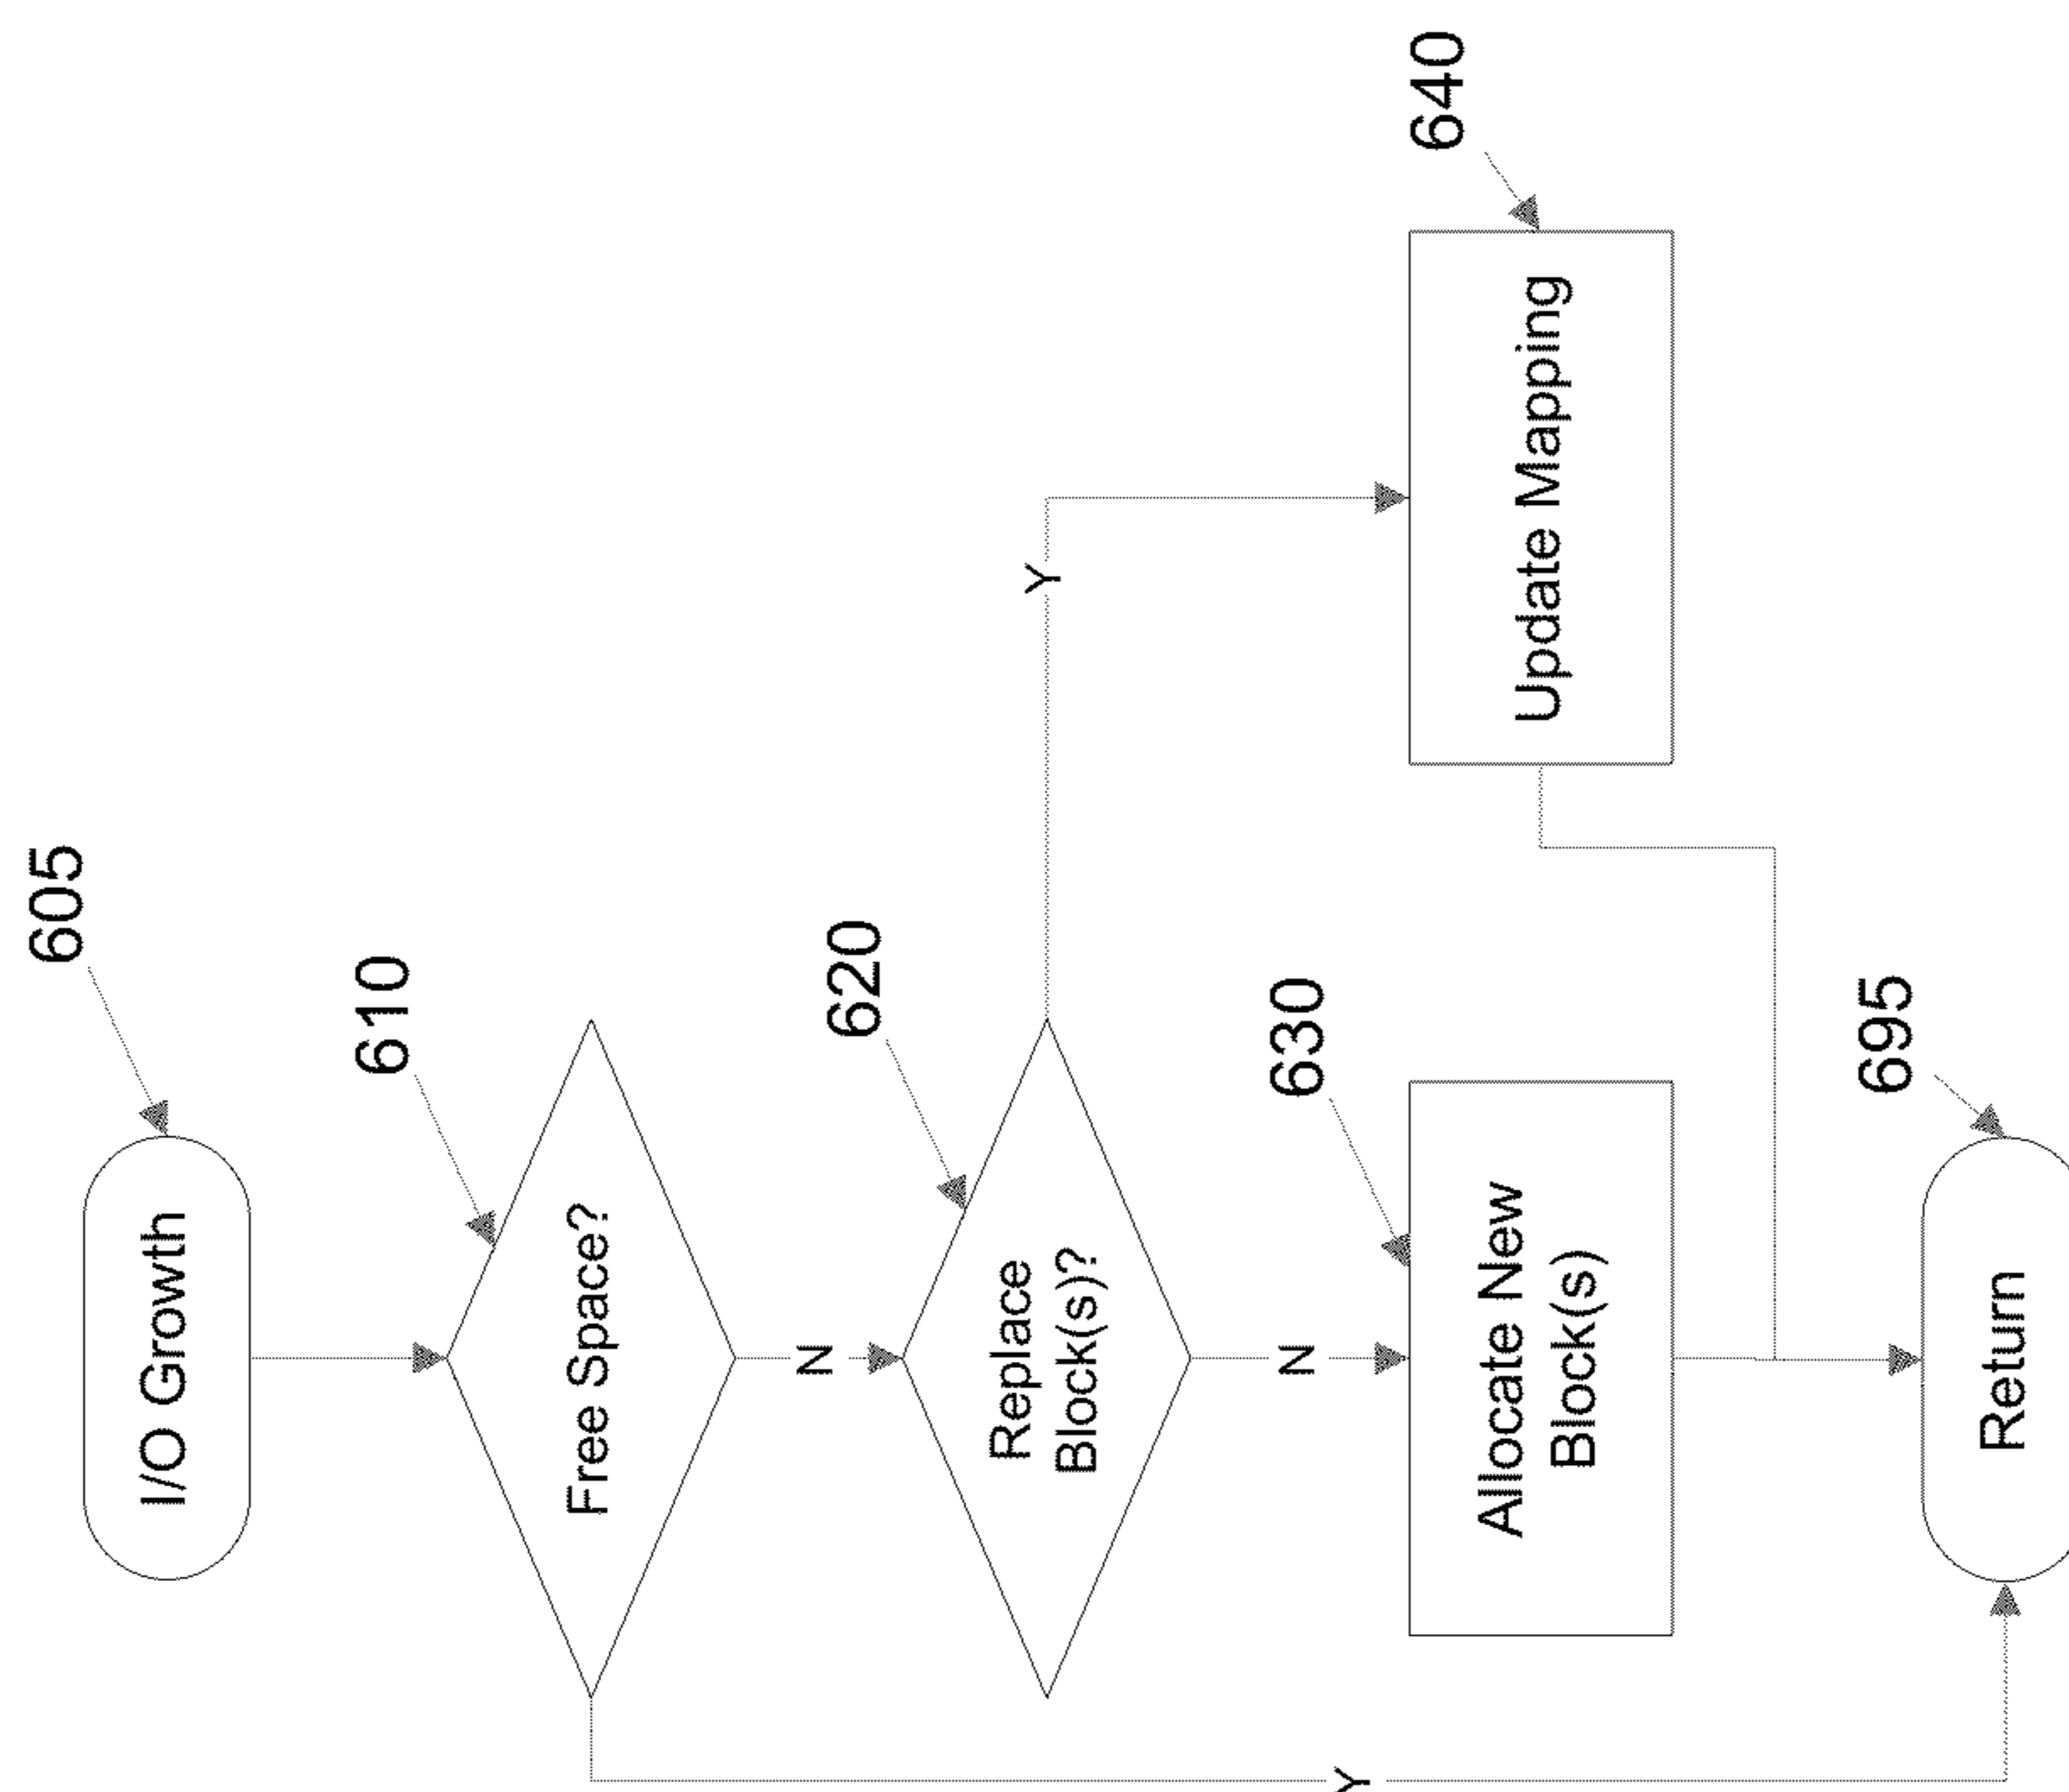 605
I/O Growth
610
Free Space?
N
620
Replace
Block(s)?
Y
N
630
Allocate New
Block(s)
640
Update Mapping
Y
695
Return